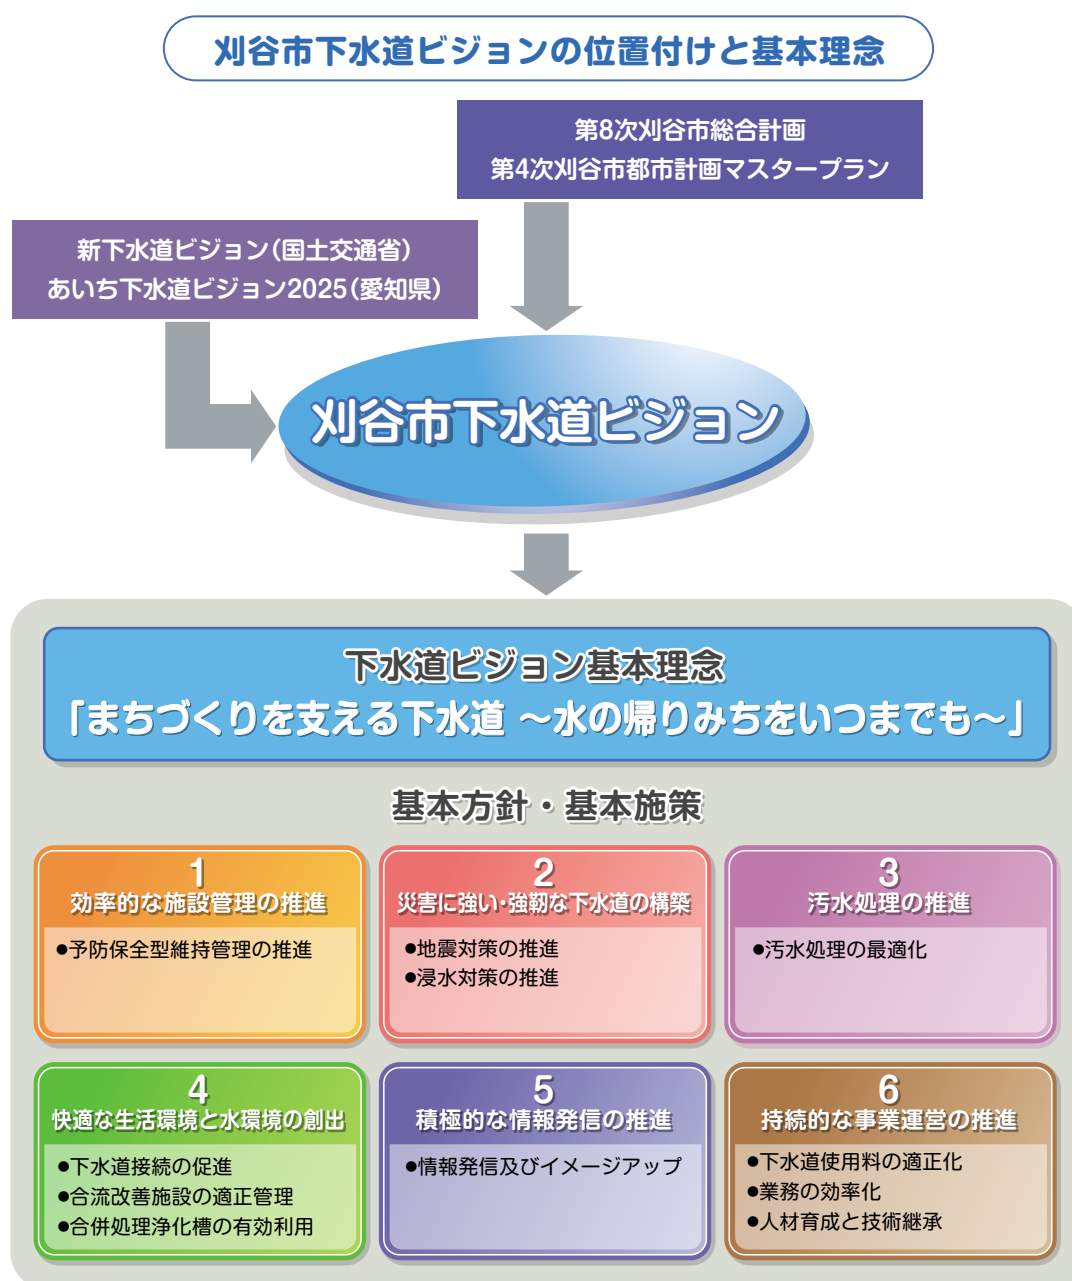 刈谷市下水道ビジョンの位置付けと基本理念
第8次刈谷市総合計画
第4次刈谷市都市計画マスタープラン
新下水道ビジョン(国土交通省)
あいち下水道ビジョン2025(愛知県)
刈谷市下水道ビジョン
下水道ビジョン基本理念
「まちづくりを支える下水道 ～水の帰りみちをいつまでも～」
基本方針・基本施策
1
効率的な施設管理の推進
●予防保全型維持管理の推進
2
災害に強い・強靭な下水道の構築
●地震対策の推進
●浸水対策の推進
3
汚水処理の推進
●汚水処理の最適化
4
快適な生活環境と水環境の創出
●下水道接続の促進
●合流改善施設の適正管理
●合併処理浄化槽の有効利用
5
積極的な情報発信の推進
●情報発信及びイメージアップ
6
持続的な事業運営の推進
●下水道使用料の適正化
●業務の効率化
●人材育成と技術継承